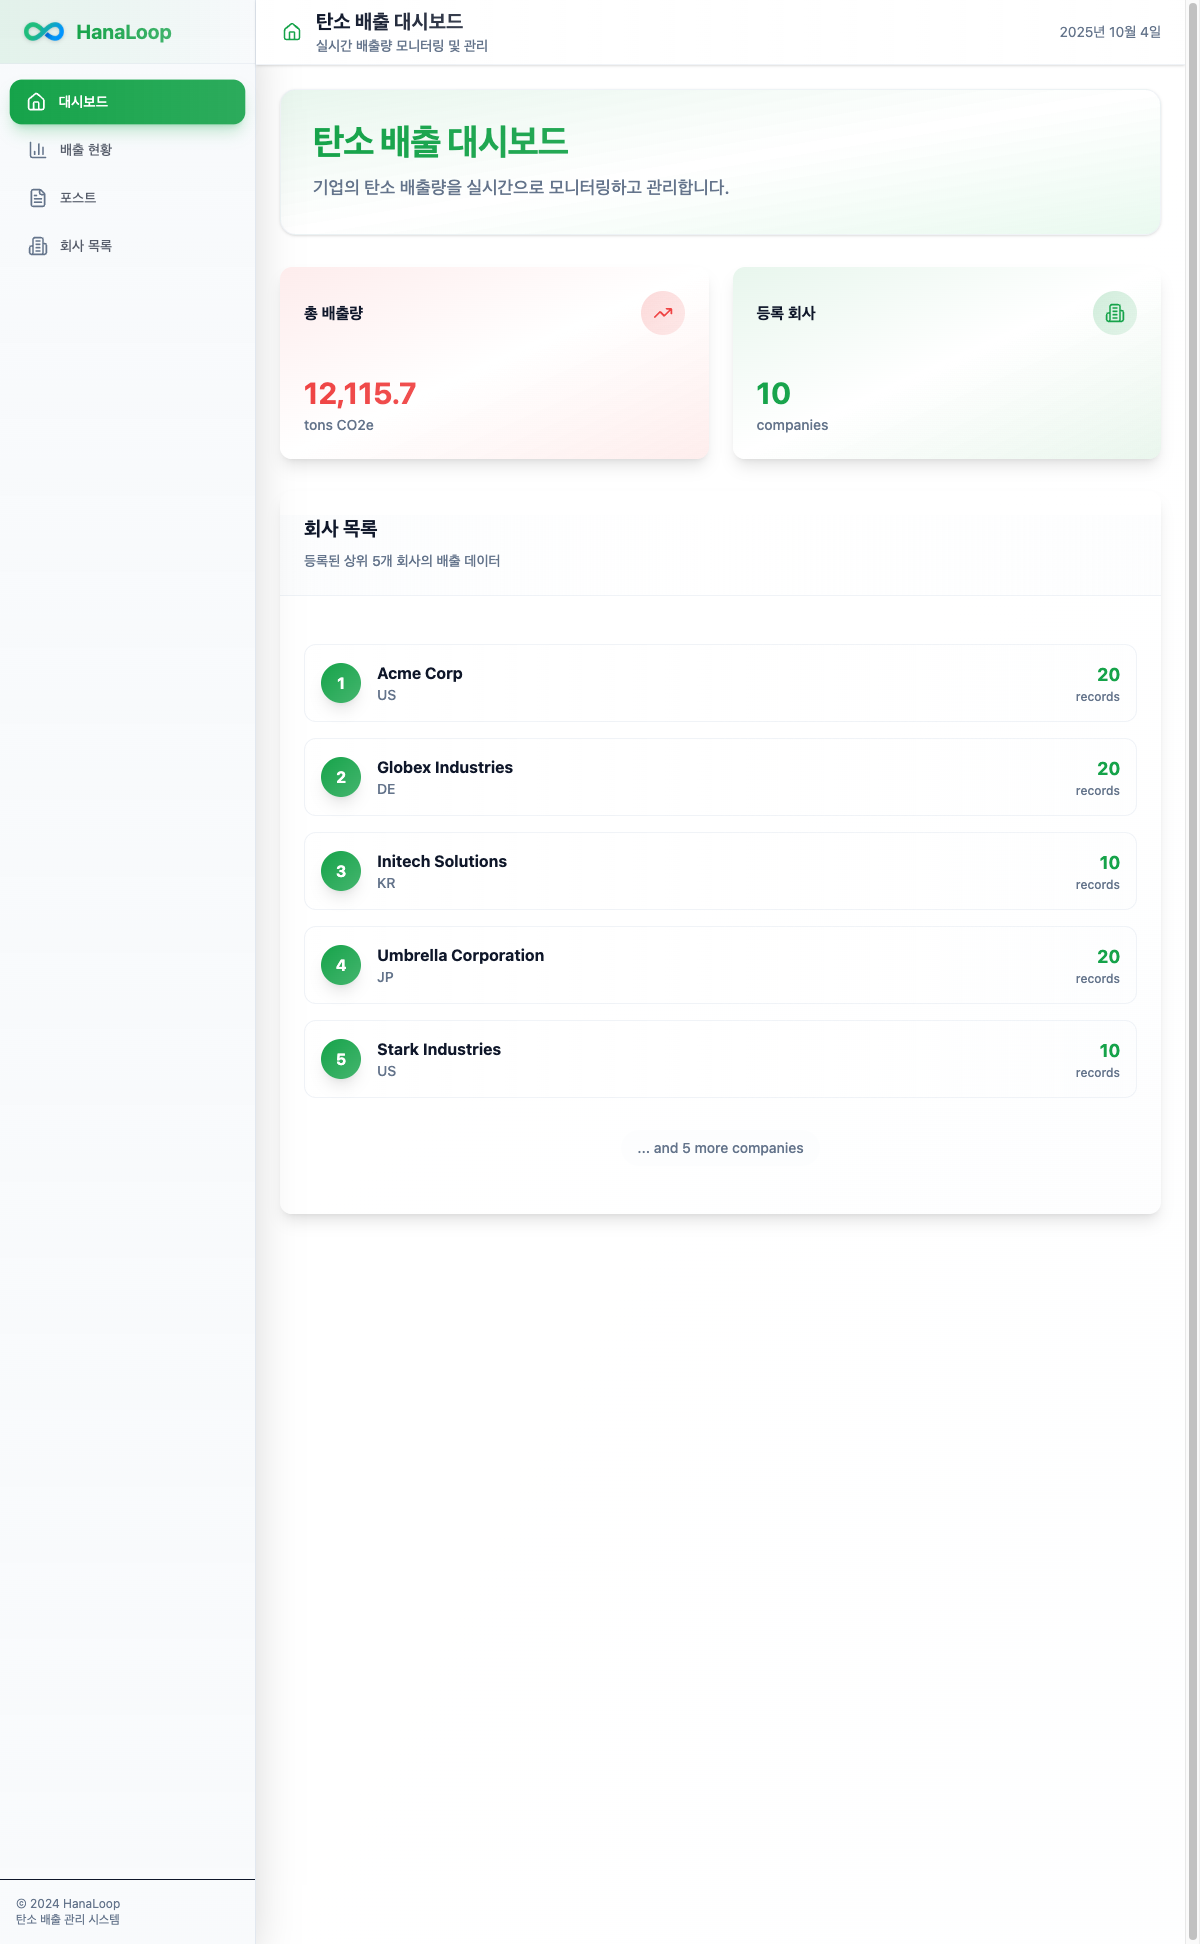 HanaLoop
대시보드
배출 현황
포스트
회사 목록
© 2024 HanaLoop
탄소 배출 관리 시스템
탄소 배출 대시보드
실시간 배출량 모니터링 및 관리
2025년 10월 4일
탄소 배출 대시보드
기업의 탄소 배출량을 실시간으로 모니터링하고 관리합니다.
총 배출량
12,115.7
tons CO2e
등록 회사
10
companies
회사 목록
등록된 상위 5개 회사의 배출 데이터
1
Acme Corp
US
20
records
2
Globex Industries
DE
20
records
3
Initech Solutions
KR
10
records
4
Umbrella Corporation
JP
20
records
5
Stark Industries
US
10
records
... and 5 more companies